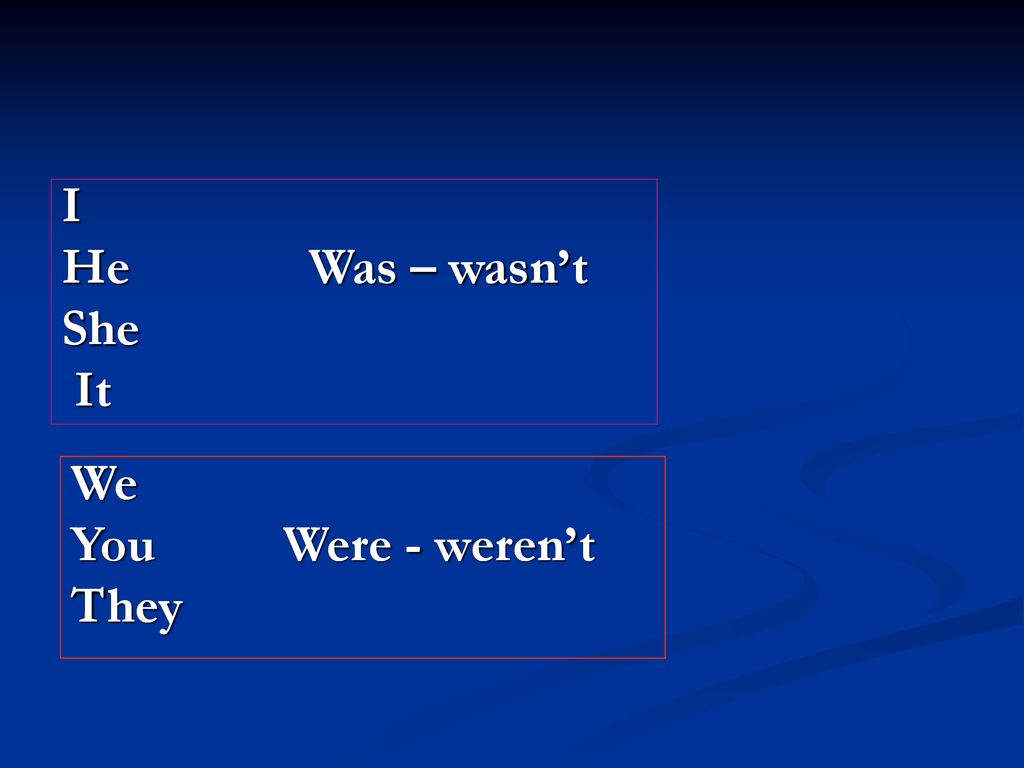 I
He Was – wasn’t
She
It
We
You Were - weren’t
They